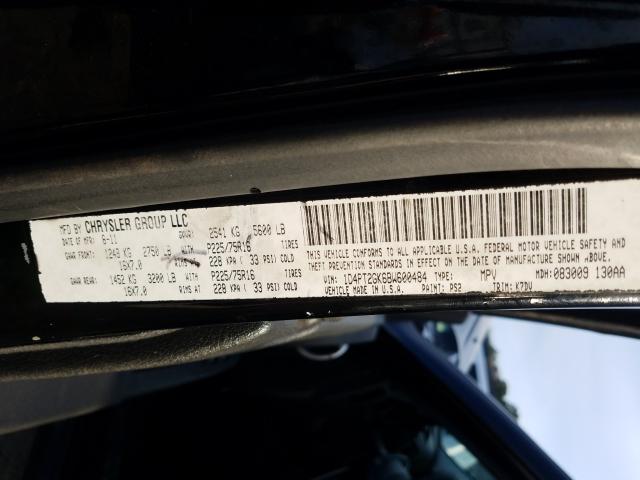 MFD BY CHRYSLER GROUP LLC
DATE OF MFR: 6-11 GVWR: 2541 KG 5600 LB
GAWR FRONT: 1243 KG 2750 LB WITH P225/75R16 TIRES
16X7.0 RIMS AT 228 KPA ( 33 PSI) COLD
GAWR REAR: 1452 KG 3200 LB WITH P225/75R16 TIRES
16X7.0 RIMS AT 228 KPA ( 33 PSI) COLD
THIS VEHICLE CONFORMS TO ALL APPLICABLE U.S.A. FEDERAL MOTOR VEHICLE SAFETY AND
THEFT PREVENTION STANDARDS IN EFFECT ON THE DATE OF MANUFACTURE SHOWN ABOVE.
VIN: 1D4PT2GK6BW600484 TYPE: MPV MDH: 083009 130AA
VEHICLE MADE IN U.S.A. PAINT: PS2 TRIM: K7DV